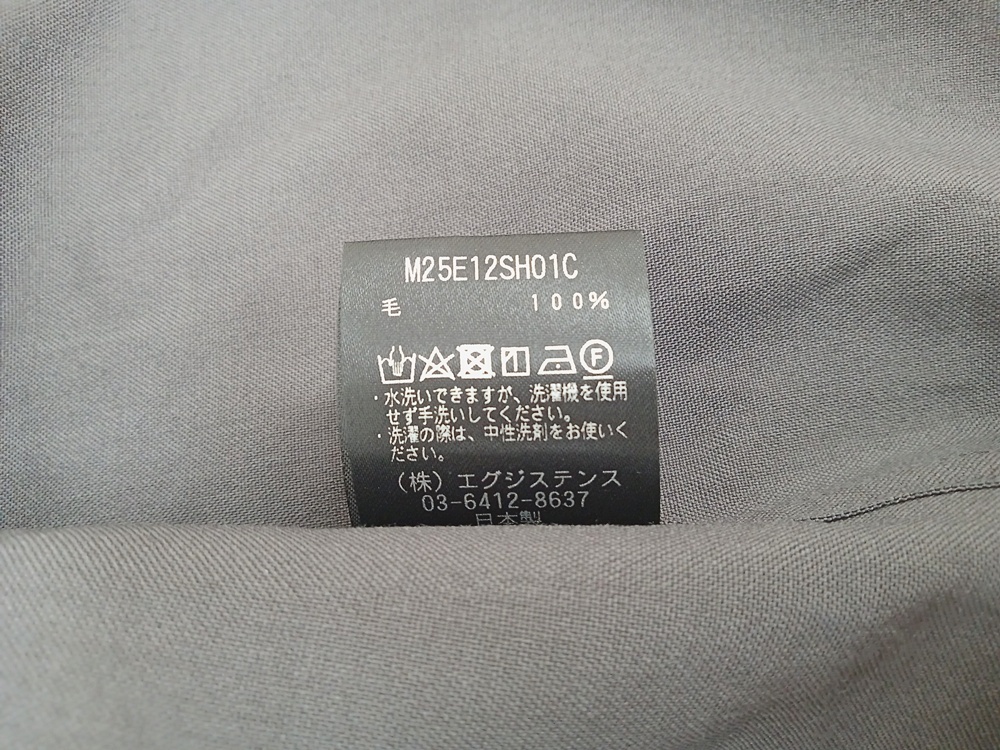 M25E12SH01C
毛 100%
F
・水洗いできますが、洗濯機を使用
せず手洗いしてください。
・洗濯の際は、中性洗剤をお使いく
ださい。
（株）エグジステンス
03-6412-8637
日本製